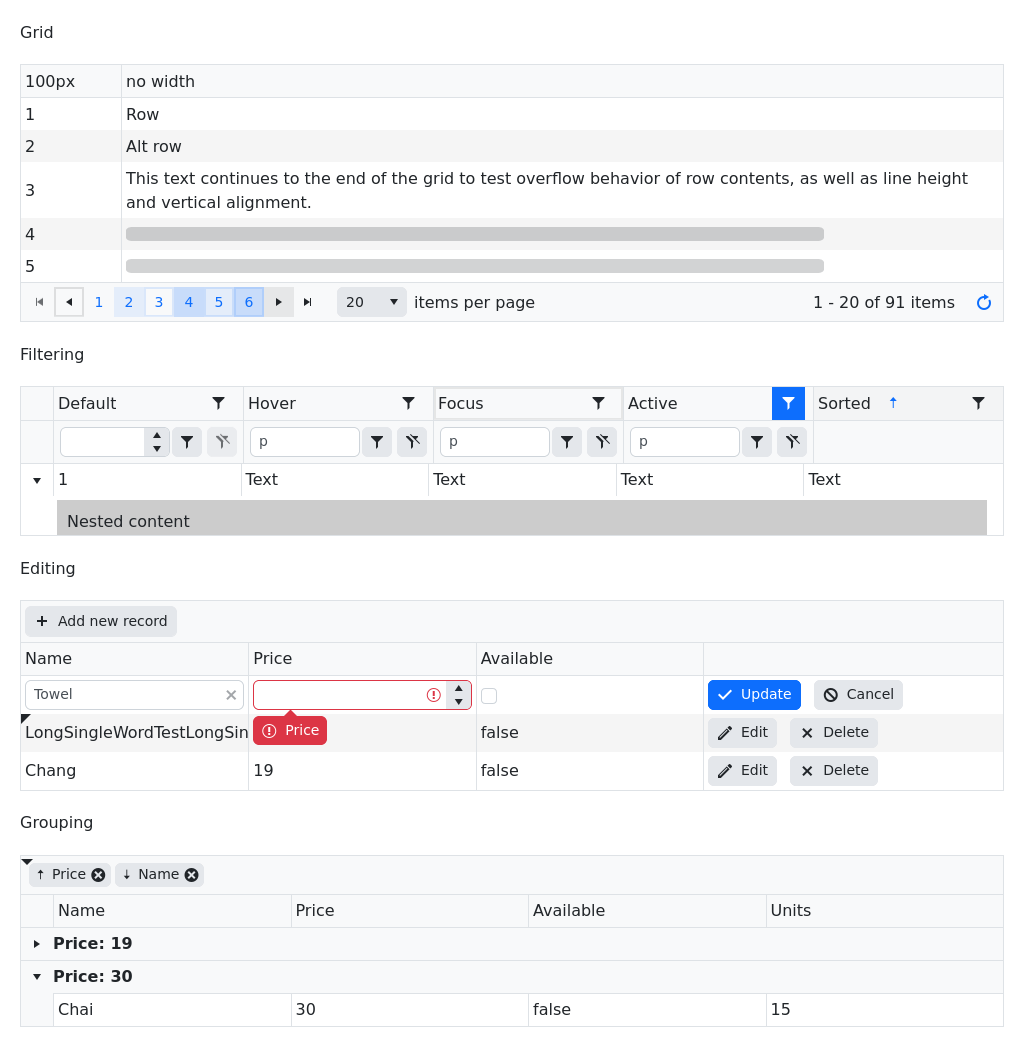 Grid
100px no width
1 Row
2 Alt row
3 This text continues to the end of the grid to test overflow behavior of row contents, as well as line height
and vertical alignment.
4
5
1 2 3 4 5 6 20 items per page 1 - 20 of 91 items
Filtering
Default Hover Focus Active Sorted
p p p
1 Text Text Text Text
Nested content
Editing
Add new record
Name Price Available
Towel Update Cancel
LongSingleWordTestLongSin Price false Edit Delete
Chang 19 false Edit Delete
Grouping
Price Name
Name Price Available Units
Price: 19
Price: 30
Chai 30 false 15